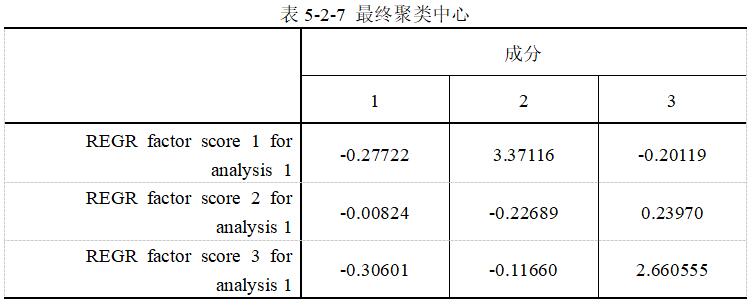 表 5-2-7 最终聚类中心
成分
1 2 3
REGR factor score 1 for
analysis 1
-0.27722 3.37116 -0.20119
REGR factor score 2 for
analysis 1
-0.00824 -0.22689 0.23970
REGR factor score 3 for
analysis 1
-0.30601 -0.11660 2.660555